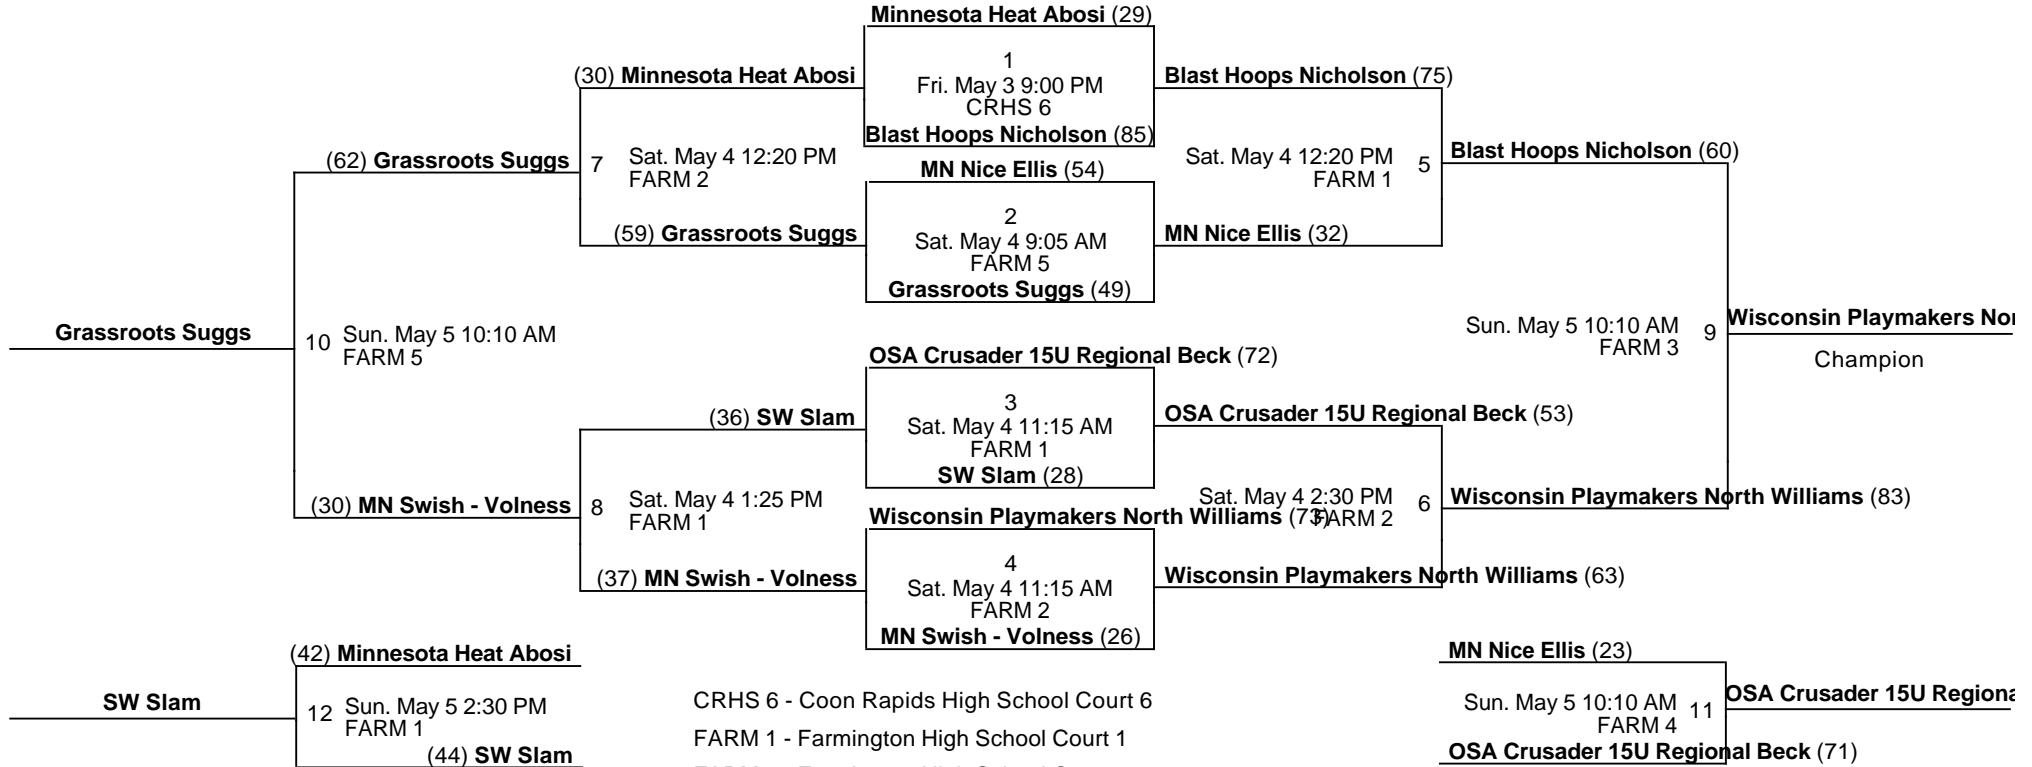 Minnesota Heat Abosi (29)
1
Fri. May 3 9:00 PM
CRHS 6
Blast Hoops Nicholson (85)
(30) Minnesota Heat Abosi
Blast Hoops Nicholson (75)
(62) Grassroots Suggs
7 Sat. May 4 12:20 PM
FARM 2
MN Nice Ellis (54)
2
Sat. May 4 9:05 AM
FARM 5
Grassroots Suggs (49)
Sat. May 4 12:20 PM 5
FARM 1
Blast Hoops Nicholson (60)
(59) Grassroots Suggs
MN Nice Ellis (32)
Grassroots Suggs
10 Sun. May 5 10:10 AM
FARM 5
Sun. May 5 10:10 AM 9
FARM 3
Wisconsin Playmakers Nor
Champion
OSA Crusader 15U Regional Beck (72)
3
Sat. May 4 11:15 AM
FARM 1
SW Slam (28)
(36) SW Slam
OSA Crusader 15U Regional Beck (53)
(30) MN Swish - Volness
8 Sat. May 4 1:25 PM
FARM 1
Sat. May 4 2:30 PM 6
FARM 2
Wisconsin Playmakers North Williams (83)
Wisconsin Playmakers North Williams (73)
4
Sat. May 4 11:15 AM
FARM 2
MN Swish - Volness (26)
(37) MN Swish - Volness
Wisconsin Playmakers North Williams (63)
(42) Minnesota Heat Abosi
SW Slam
12 Sun. May 5 2:30 PM
FARM 1
(44) SW Slam
CRHS 6 - Coon Rapids High School Court 6
FARM 1 - Farmington High School Court 1
MN Nice Ellis (23)
Sun. May 5 10:10 AM 11
FARM 4
OSA Crusader 15U Regiona
OSA Crusader 15U Regional Beck (71)